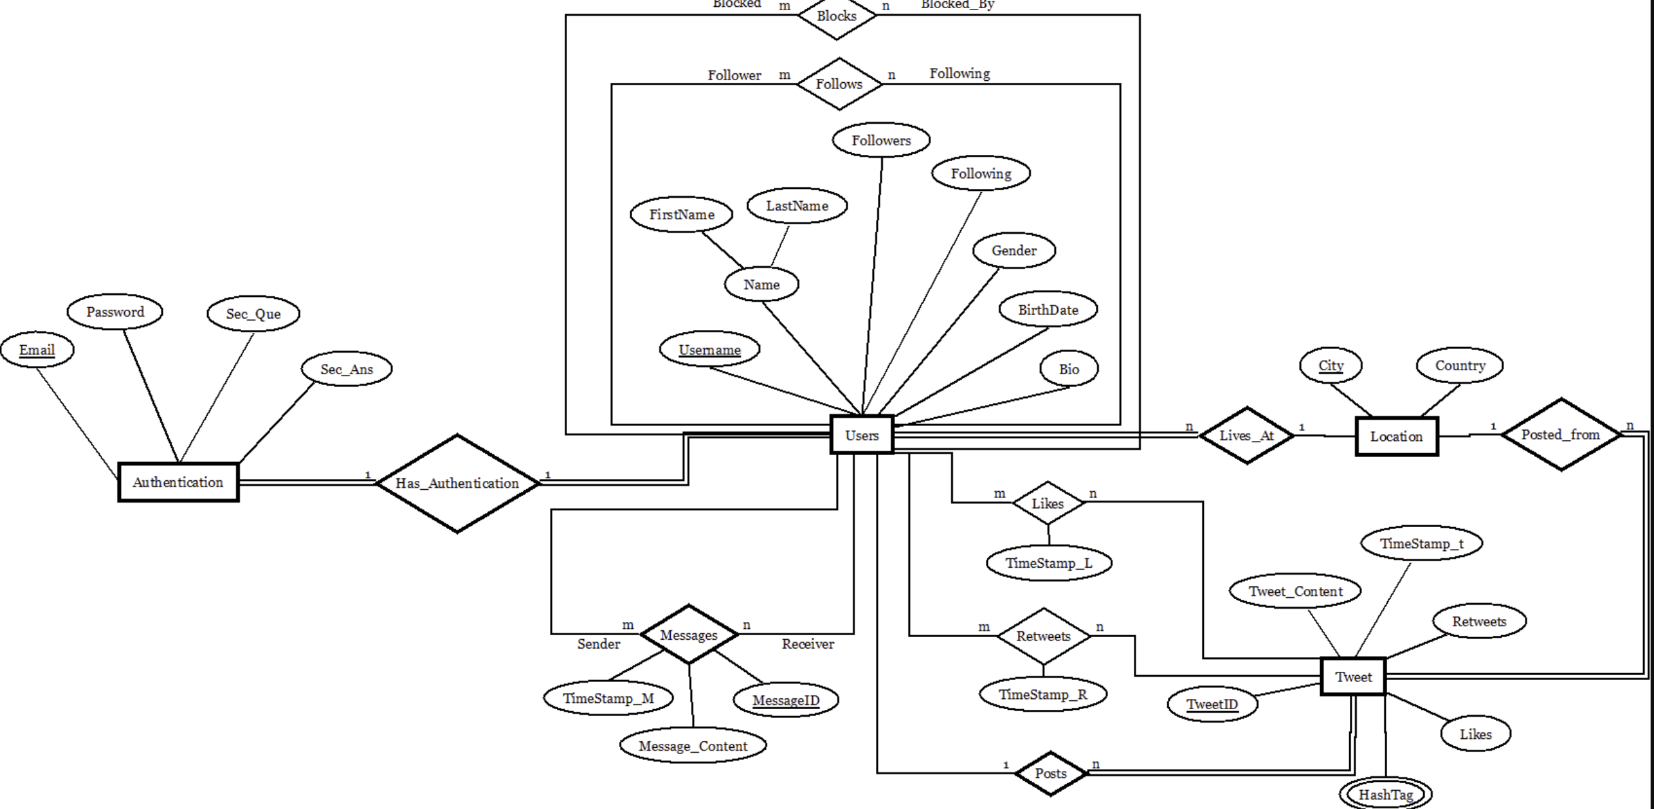 Blocked m Blocks n Blocked_By
Follower m Follows n Following
Followers
Following
FirstName LastName
Gender
Name
BirthDate
Username
Bio
Password Sec_Que
Email
Sec_Ans
City Country
Users
n Lives_At 1 Location 1 Posted_from n
Authentication 1 Has_Authentication 1
m Likes n
TimeStamp_L
TimeStamp_t
Tweet_Content
Retweets
m Messages n
Sender Receiver
m Retweets n
TimeStamp_M MessageID
Message_Content
TimeStamp_R
Tweet
TweetID
Likes
1 Posts n
HashTag